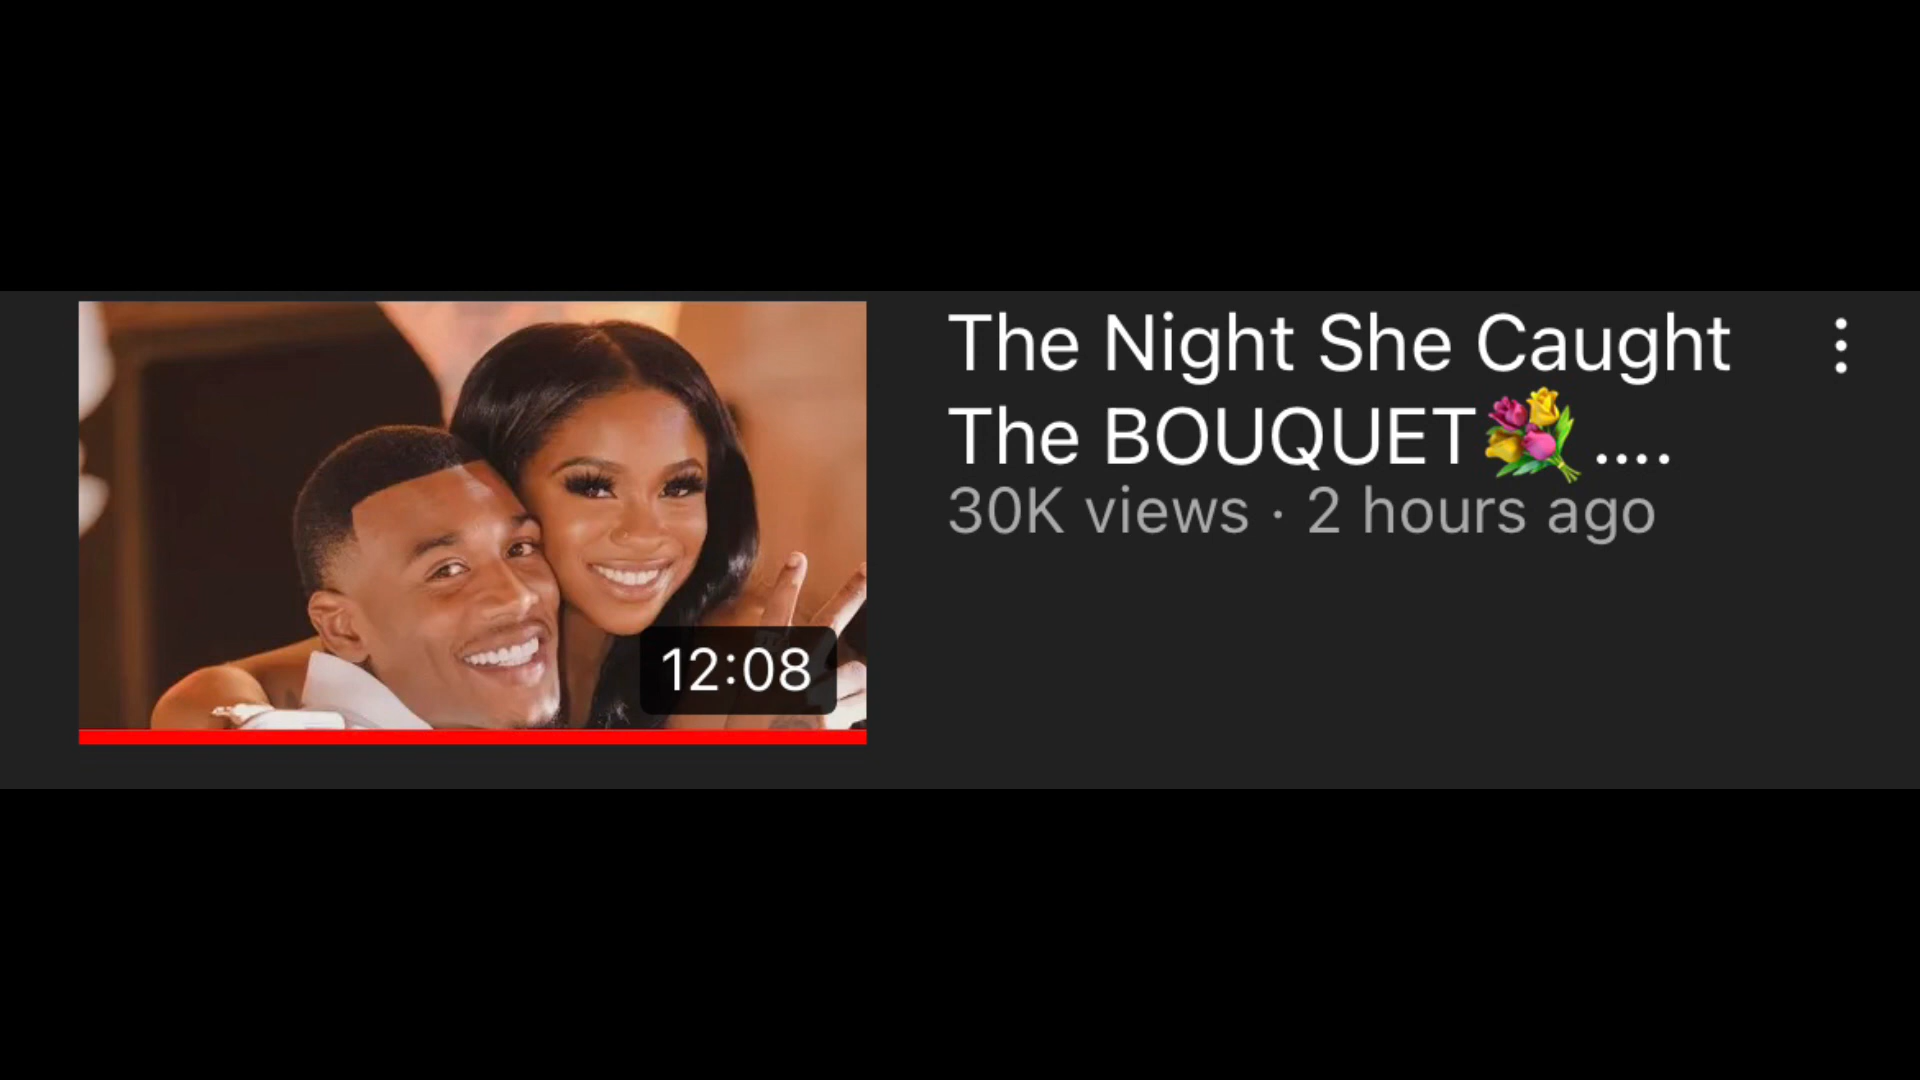 12:08
The Night She Caught
The BOUQUET💐....
30K views · 2 hours ago